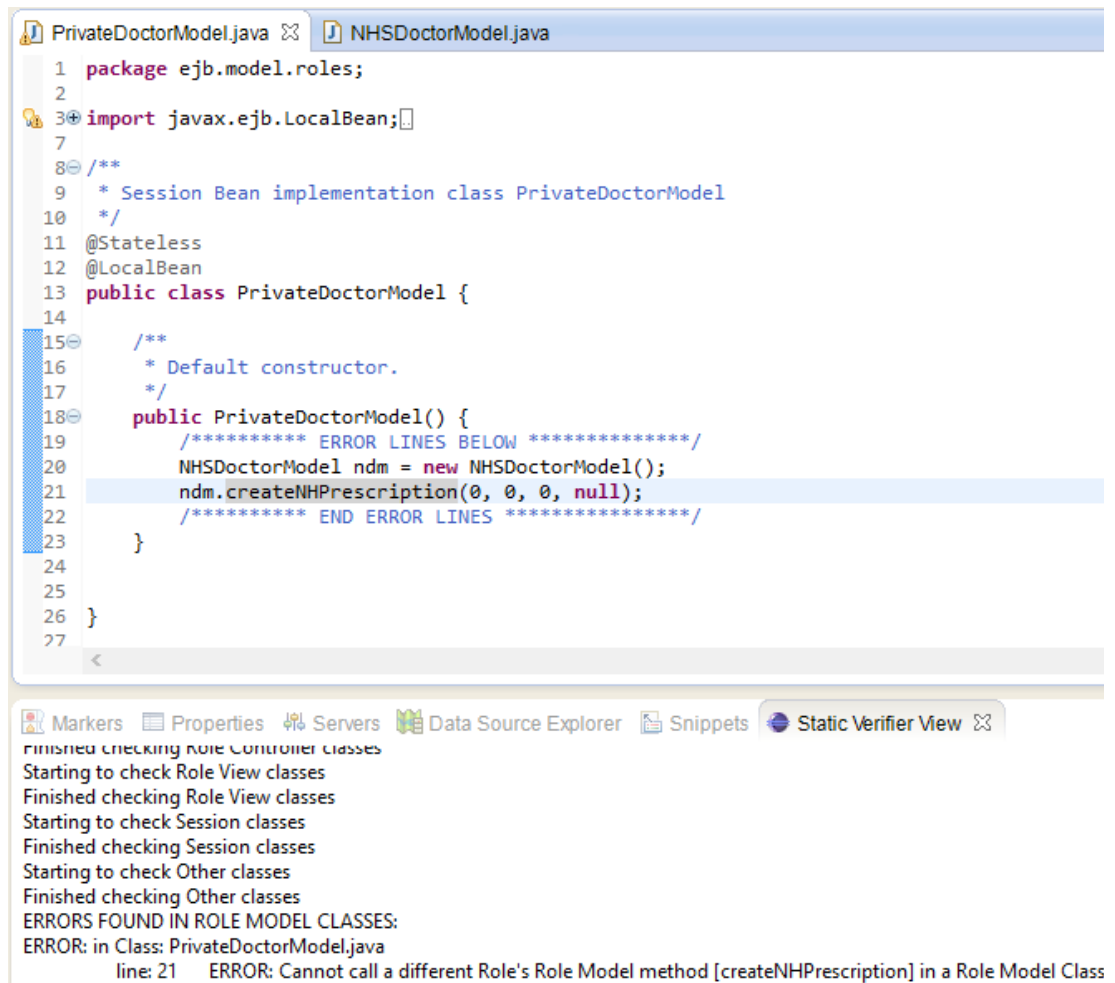 PrivateDoctorModel.java NHSDoctorModel.java
1 package ejb.model.roles;
2
3 import javax.ejb.LocalBean;
7
8 /**
9 * Session Bean implementation class PrivateDoctorModel
10 */
11 @Stateless
12 @LocalBean
13 public class PrivateDoctorModel {
14
15 /**
16 * Default constructor.
17 */
18 public PrivateDoctorModel() {
19 /********** ERROR LINES BELOW **************/
20 NHSDoctorModel ndm = new NHSDoctorModel();
21 ndm.createNHPrescription(0, 0, 0, null);
22 /********** END ERROR LINES ****************/
23 }
24
25
26 }
27
Markers Properties Servers Data Source Explorer Snippets Static Verifier View
Finished checking Role Controller classes
Starting to check Role View classes
Finished checking Role View classes
Starting to check Session classes
Finished checking Session classes
Starting to check Other classes
Finished checking Other classes
ERRORS FOUND IN ROLE MODEL CLASSES:
ERROR: in Class: PrivateDoctorModel.java
line: 21 ERROR: Cannot call a different Role's Role Model method [createNHPrescription] in a Role Model Class